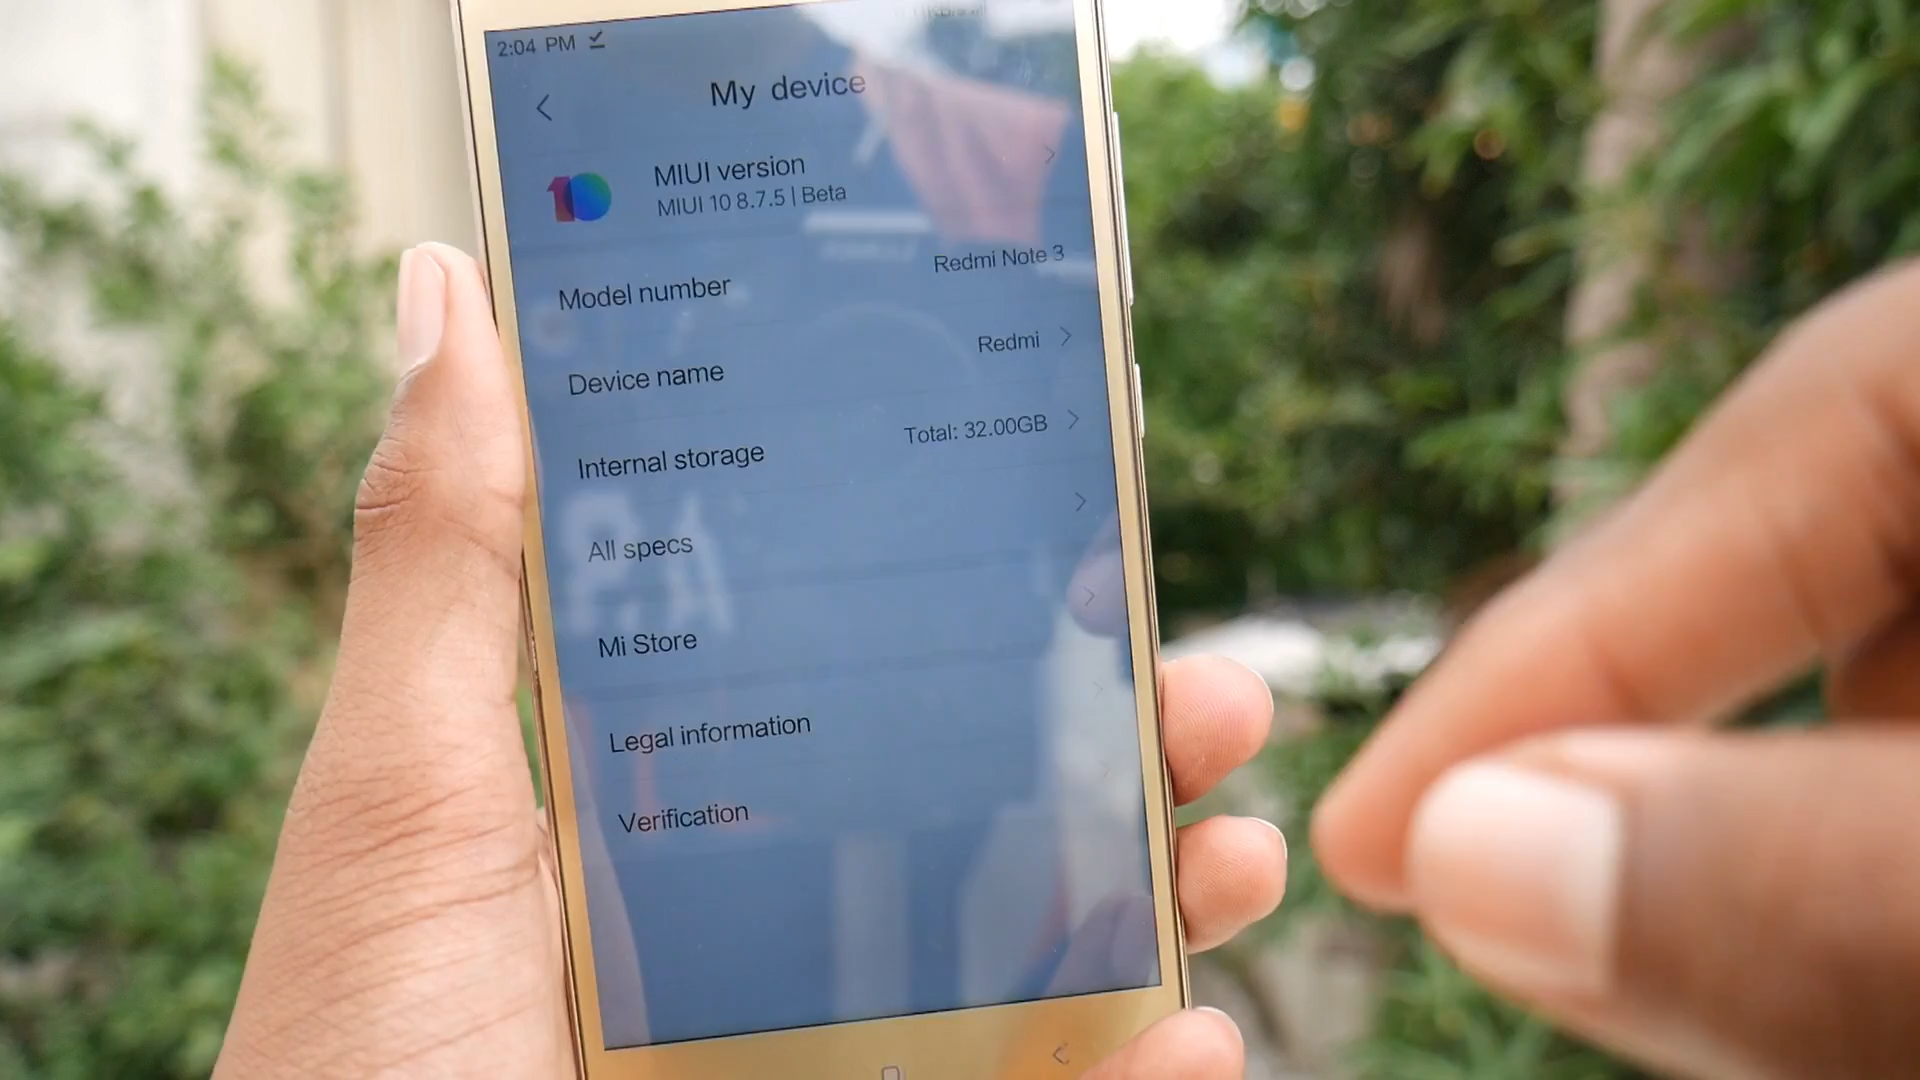 2:04 PM
My device
10
MIUI version
MIUI 10 8.7.5 | Beta
Model number
Redmi Note 3
Device name
Redmi
Internal storage
Total: 32.00GB
All specs
Mi Store
Legal information
Verification